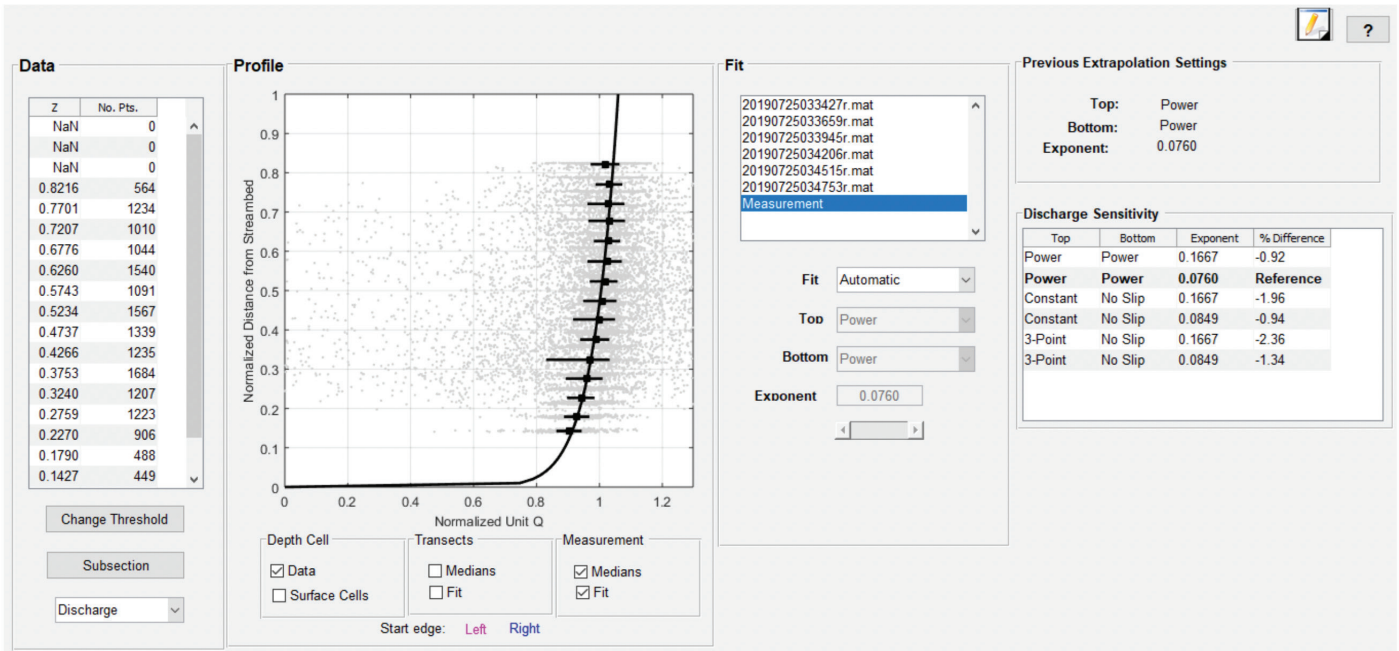 ?
Data
Z No. Pts.
NaN 0
NaN 0
NaN 0
0.8216 564
0.7701 1234
0.7207 1010
0.6776 1044
0.6260 1540
0.5743 1091
0.5234 1567
0.4737 1339
0.4266 1235
0.3753 1684
0.3240 1207
0.2759 1223
0.2270 906
0.1790 488
0.1427 449
Change Threshold
Subsection
Discharge
Profile
Normalized Distance from Streambed
1
0.9
0.8
0.7
0.6
0.5
0.4
0.3
0.2
0.1
0
0 0.2 0.4 0.6 0.8 1 1.2
Normalized Unit Q
Depth Cell
Data
Surface Cells
Transects
Medians
Fit
Measurement
Medians
Fit
Start edge: Left Right
Fit
20190725033427r.mat
20190725033659r.mat
20190725033945r.mat
20190725034206r.mat
20190725034515r.mat
20190725034753r.mat
Measurement
Fit Automatic
Top Power
Bottom Power
Exponent 0.0760
Previous Extrapolation Settings
Top: Power
Bottom: Power
Exponent: 0.0760
Discharge Sensitivity
Top Bottom Exponent % Difference
Power Power 0.1667 -0.92
Power Power 0.0760 Reference
Constant No Slip 0.1667 -1.96
Constant No Slip 0.0849 -0.94
3-Point No Slip 0.1667 -2.36
3-Point No Slip 0.0849 -1.34